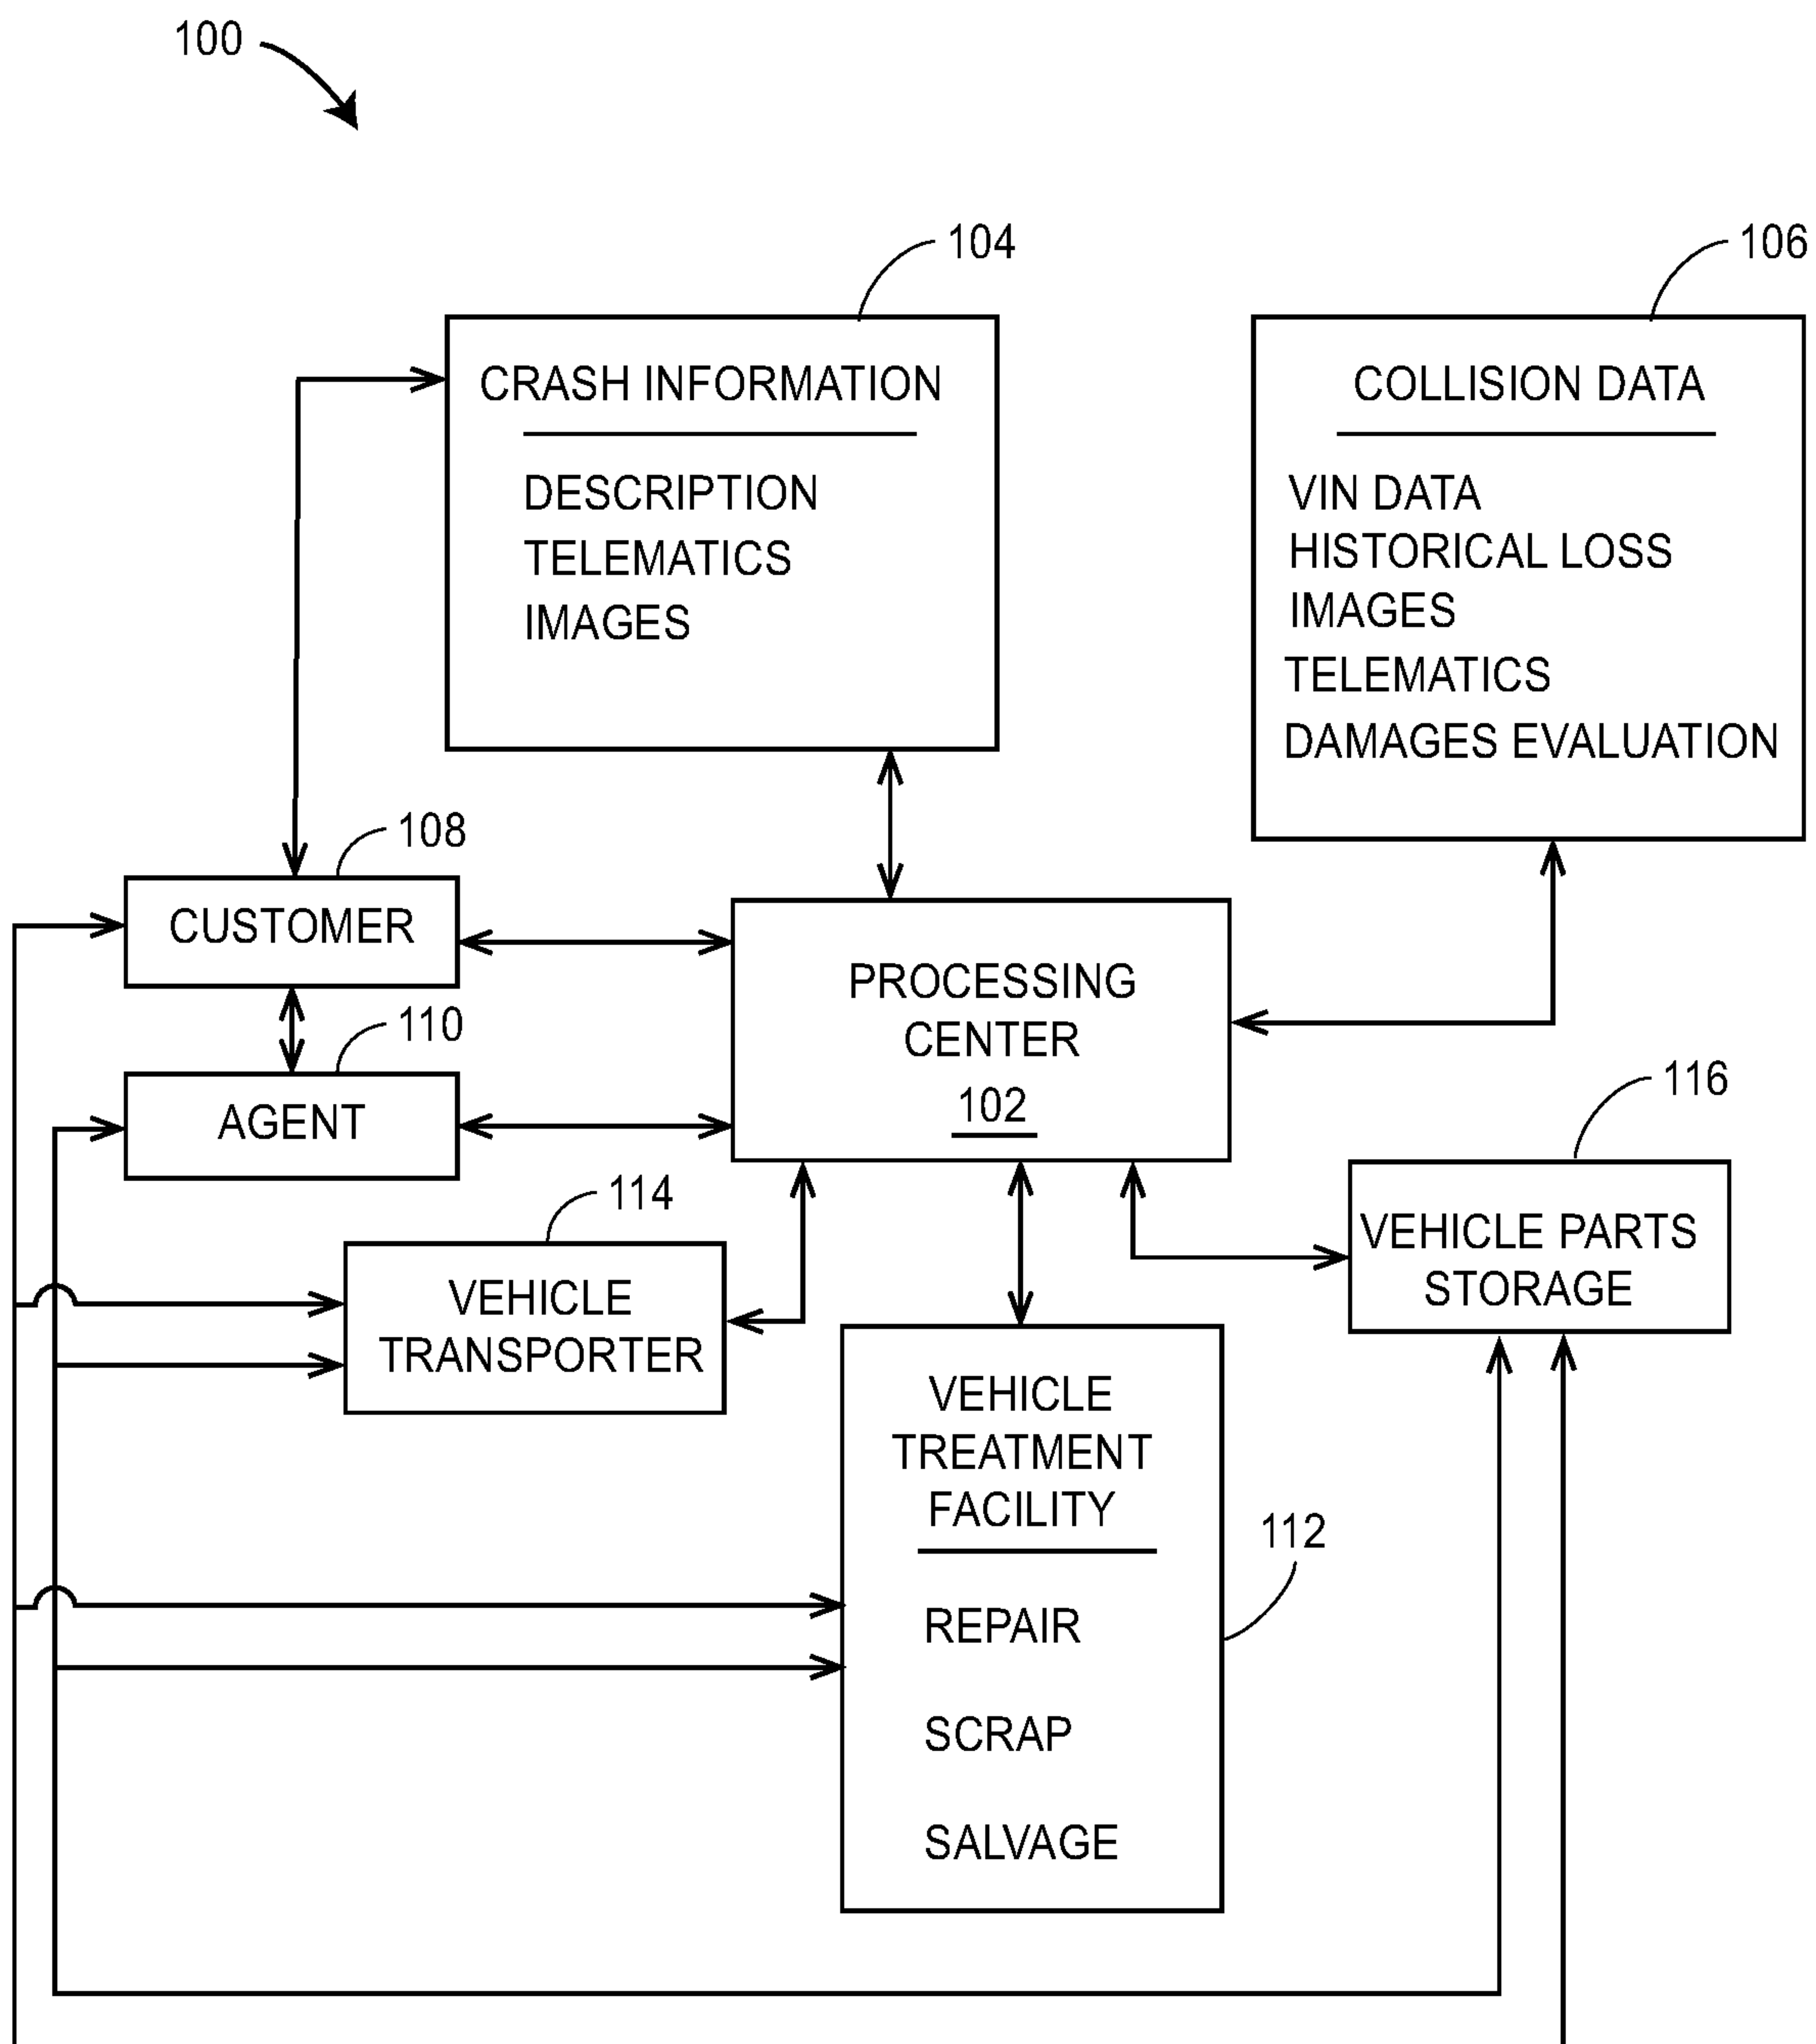 100
104
106
CRASH INFORMATION
DESCRIPTION
TELEMATICS
IMAGES
COLLISION DATA
VIN DATA
HISTORICAL LOSS
IMAGES
TELEMATICS
DAMAGES EVALUATION
108
CUSTOMER
110
AGENT
PROCESSING
CENTER
102
116
VEHICLE PARTS
STORAGE
114
VEHICLE
TRANSPORTER
VEHICLE
TREATMENT
FACILITY
REPAIR
SCRAP
SALVAGE
112